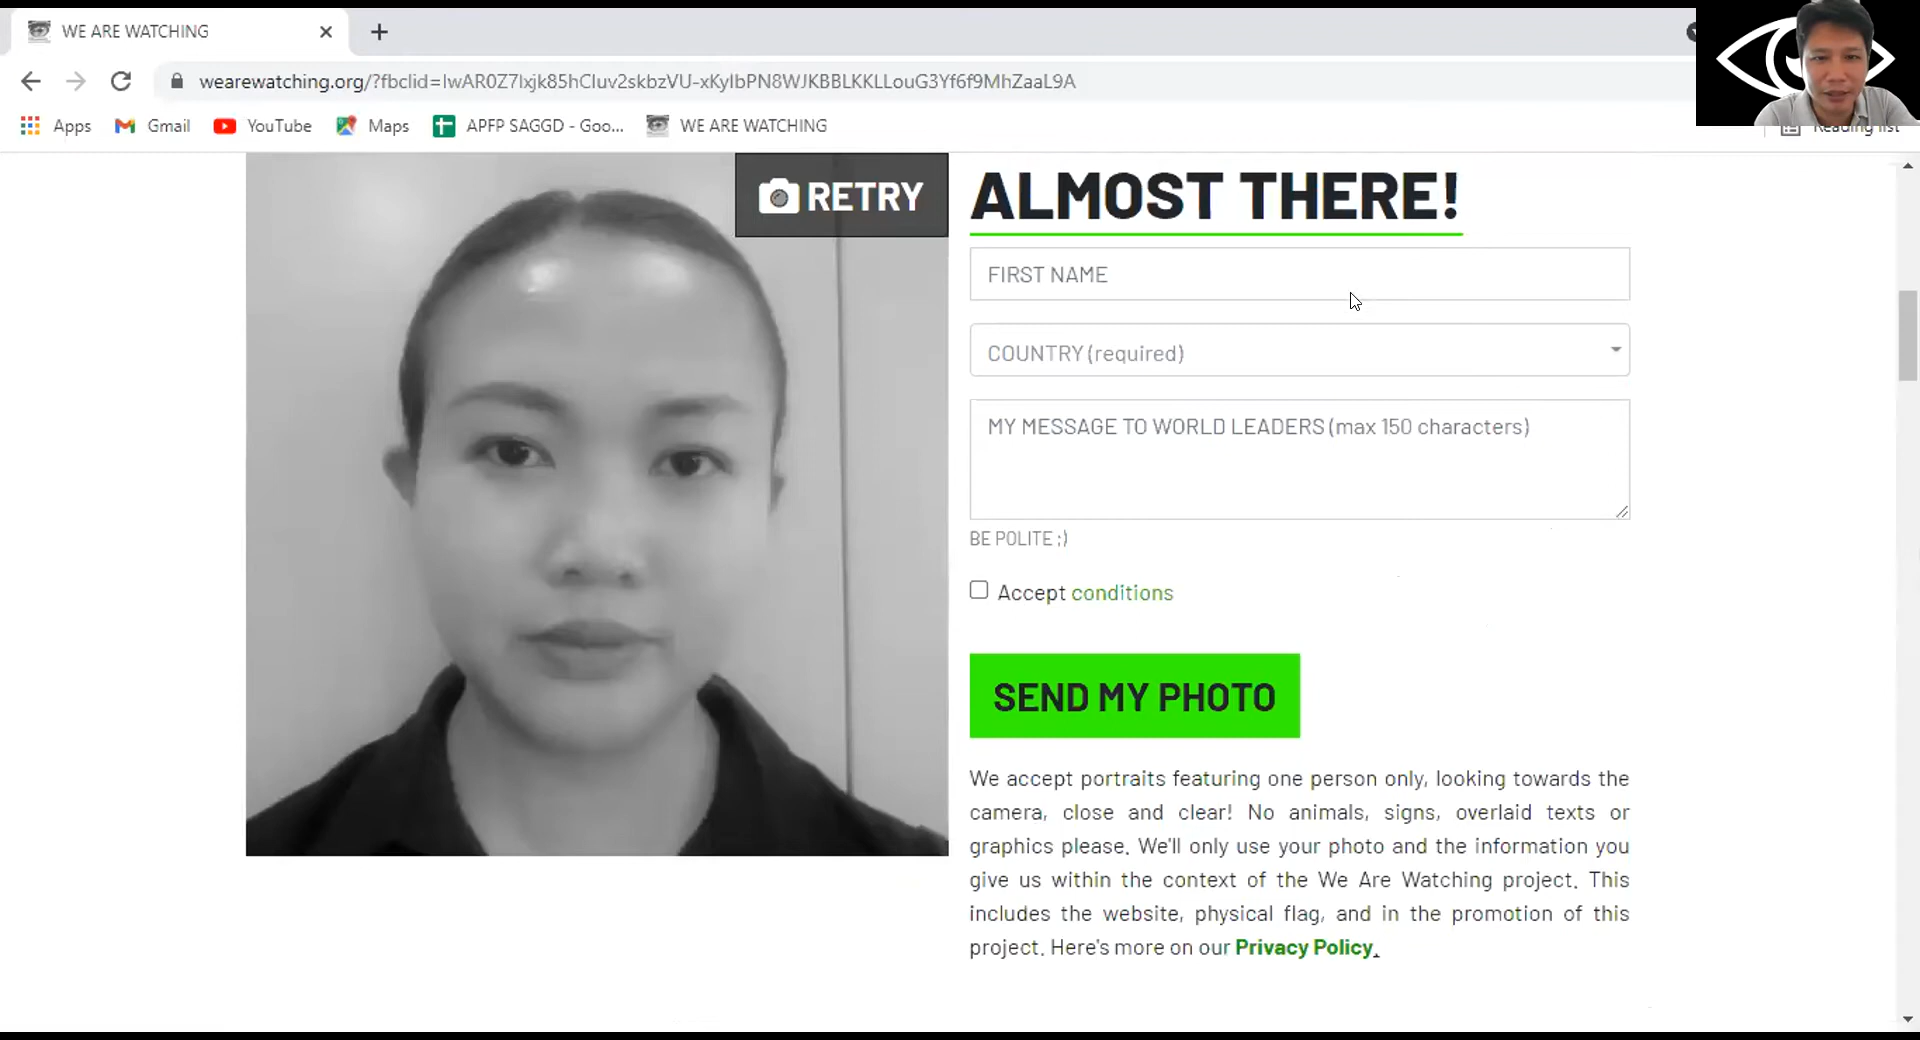 WE ARE WATCHING
wearewatching.org/?fbclid=IwAR0Z7lxjk85hCIuv2skbzVU-xKylbPN8WJKBBLKKLLouG3Yf6f9MhZaaL9A
Apps Gmail YouTube Maps APFP SAGGD - Goo... WE ARE WATCHING Reading list
RETRY
ALMOST THERE!
FIRST NAME
COUNTRY (required)
MY MESSAGE TO WORLD LEADERS (max 150 characters)
BE POLITE ;)
Accept conditions
SEND MY PHOTO
We accept portraits featuring one person only, looking towards the
camera, close and clear! No animals, signs, overlaid texts or
graphics please. We'll only use your photo and the information you
give us within the context of the We Are Watching project. This
includes the website, physical flag, and in the promotion of this
project. Here's more on our Privacy Policy.